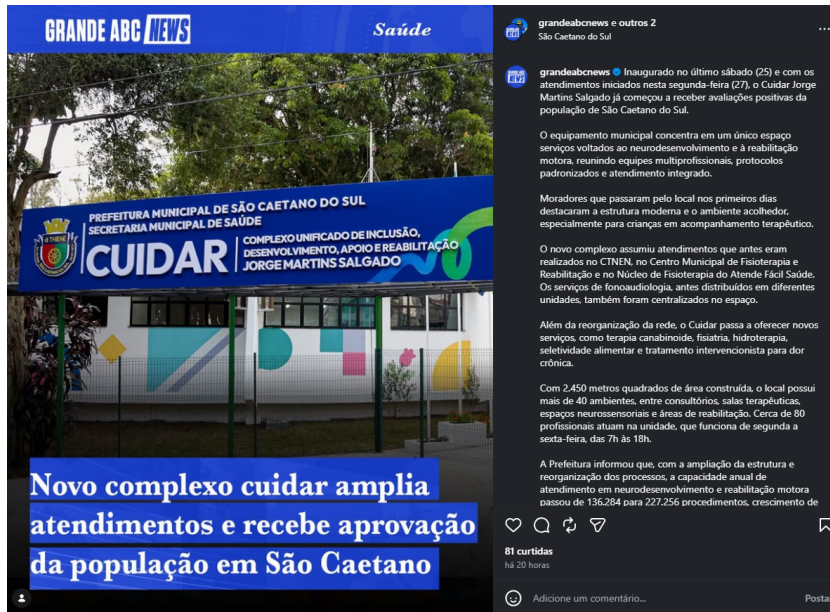 GRANDE ABC NEWS
Saúde
PREFEITURA MUNICIPAL DE SÃO CAETANO DO SUL
SECRETARIA MUNICIPAL DE SAÚDE
CUIDAR
COMPLEXO UNIFICADO DE INCLUSÃO,
DESENVOLVIMENTO, APOIO E REABILITAÇÃO
JORGE MARTINS SALGADO
Novo complexo cuidar amplia
atendimentos e recebe aprovação
da população em São Caetano
grandeabcnews e outros 2
São Caetano do Sul
grandeabcnews Inaugurado no último sábado (25) e com os
atendimentos iniciados nesta segunda-feira (27), o Cuidar Jorge
Martins Salgado já começou a receber avaliações positivas da
população de São Caetano do Sul.
O equipamento municipal concentra em um único espaço
serviços voltados ao neurodesenvolvimento e à reabilitação
motora, reunindo equipes multiprofissionais, protocolos
padronizados e atendimento integrado.
Moradores que passaram pelo local nos primeiros dias
destacaram a estrutura moderna e o ambiente acolhedor,
especialmente para crianças em acompanhamento terapêutico.
O novo complexo assumiu atendimentos que antes eram
realizados no CTNEN, no Centro Municipal de Fisioterapia e
Reabilitação e no Núcleo de Fisioterapia do Atende Fácil Saúde.
Os serviços de fonoaudiologia, antes distribuídos em diferentes
unidades, também foram centralizados no espaço.
Além da reorganização da rede, o Cuidar passa a oferecer novos
serviços, como terapia canabinoide, fisiatria, hidroterapia,
seletividade alimentar e tratamento intervencionista para dor
crônica.
Com 2.450 metros quadrados de área construída, o local possui
mais de 40 ambientes, entre consultórios, salas terapêuticas,
espaços neurossensoriais e áreas de reabilitação. Cerca de 80
profissionais atuam na unidade, que funciona de segunda a
sexta-feira, das 7h às 18h.
A Prefeitura informou que, com a ampliação da estrutura e
reorganização dos processos, a capacidade anual de
atendimento em neurodesenvolvimento e reabilitação motora
passou de 136.284 para 227.256 procedimentos, crescimento de
81 curtidas
há 20 horas
Adicione um comentário...
Posta